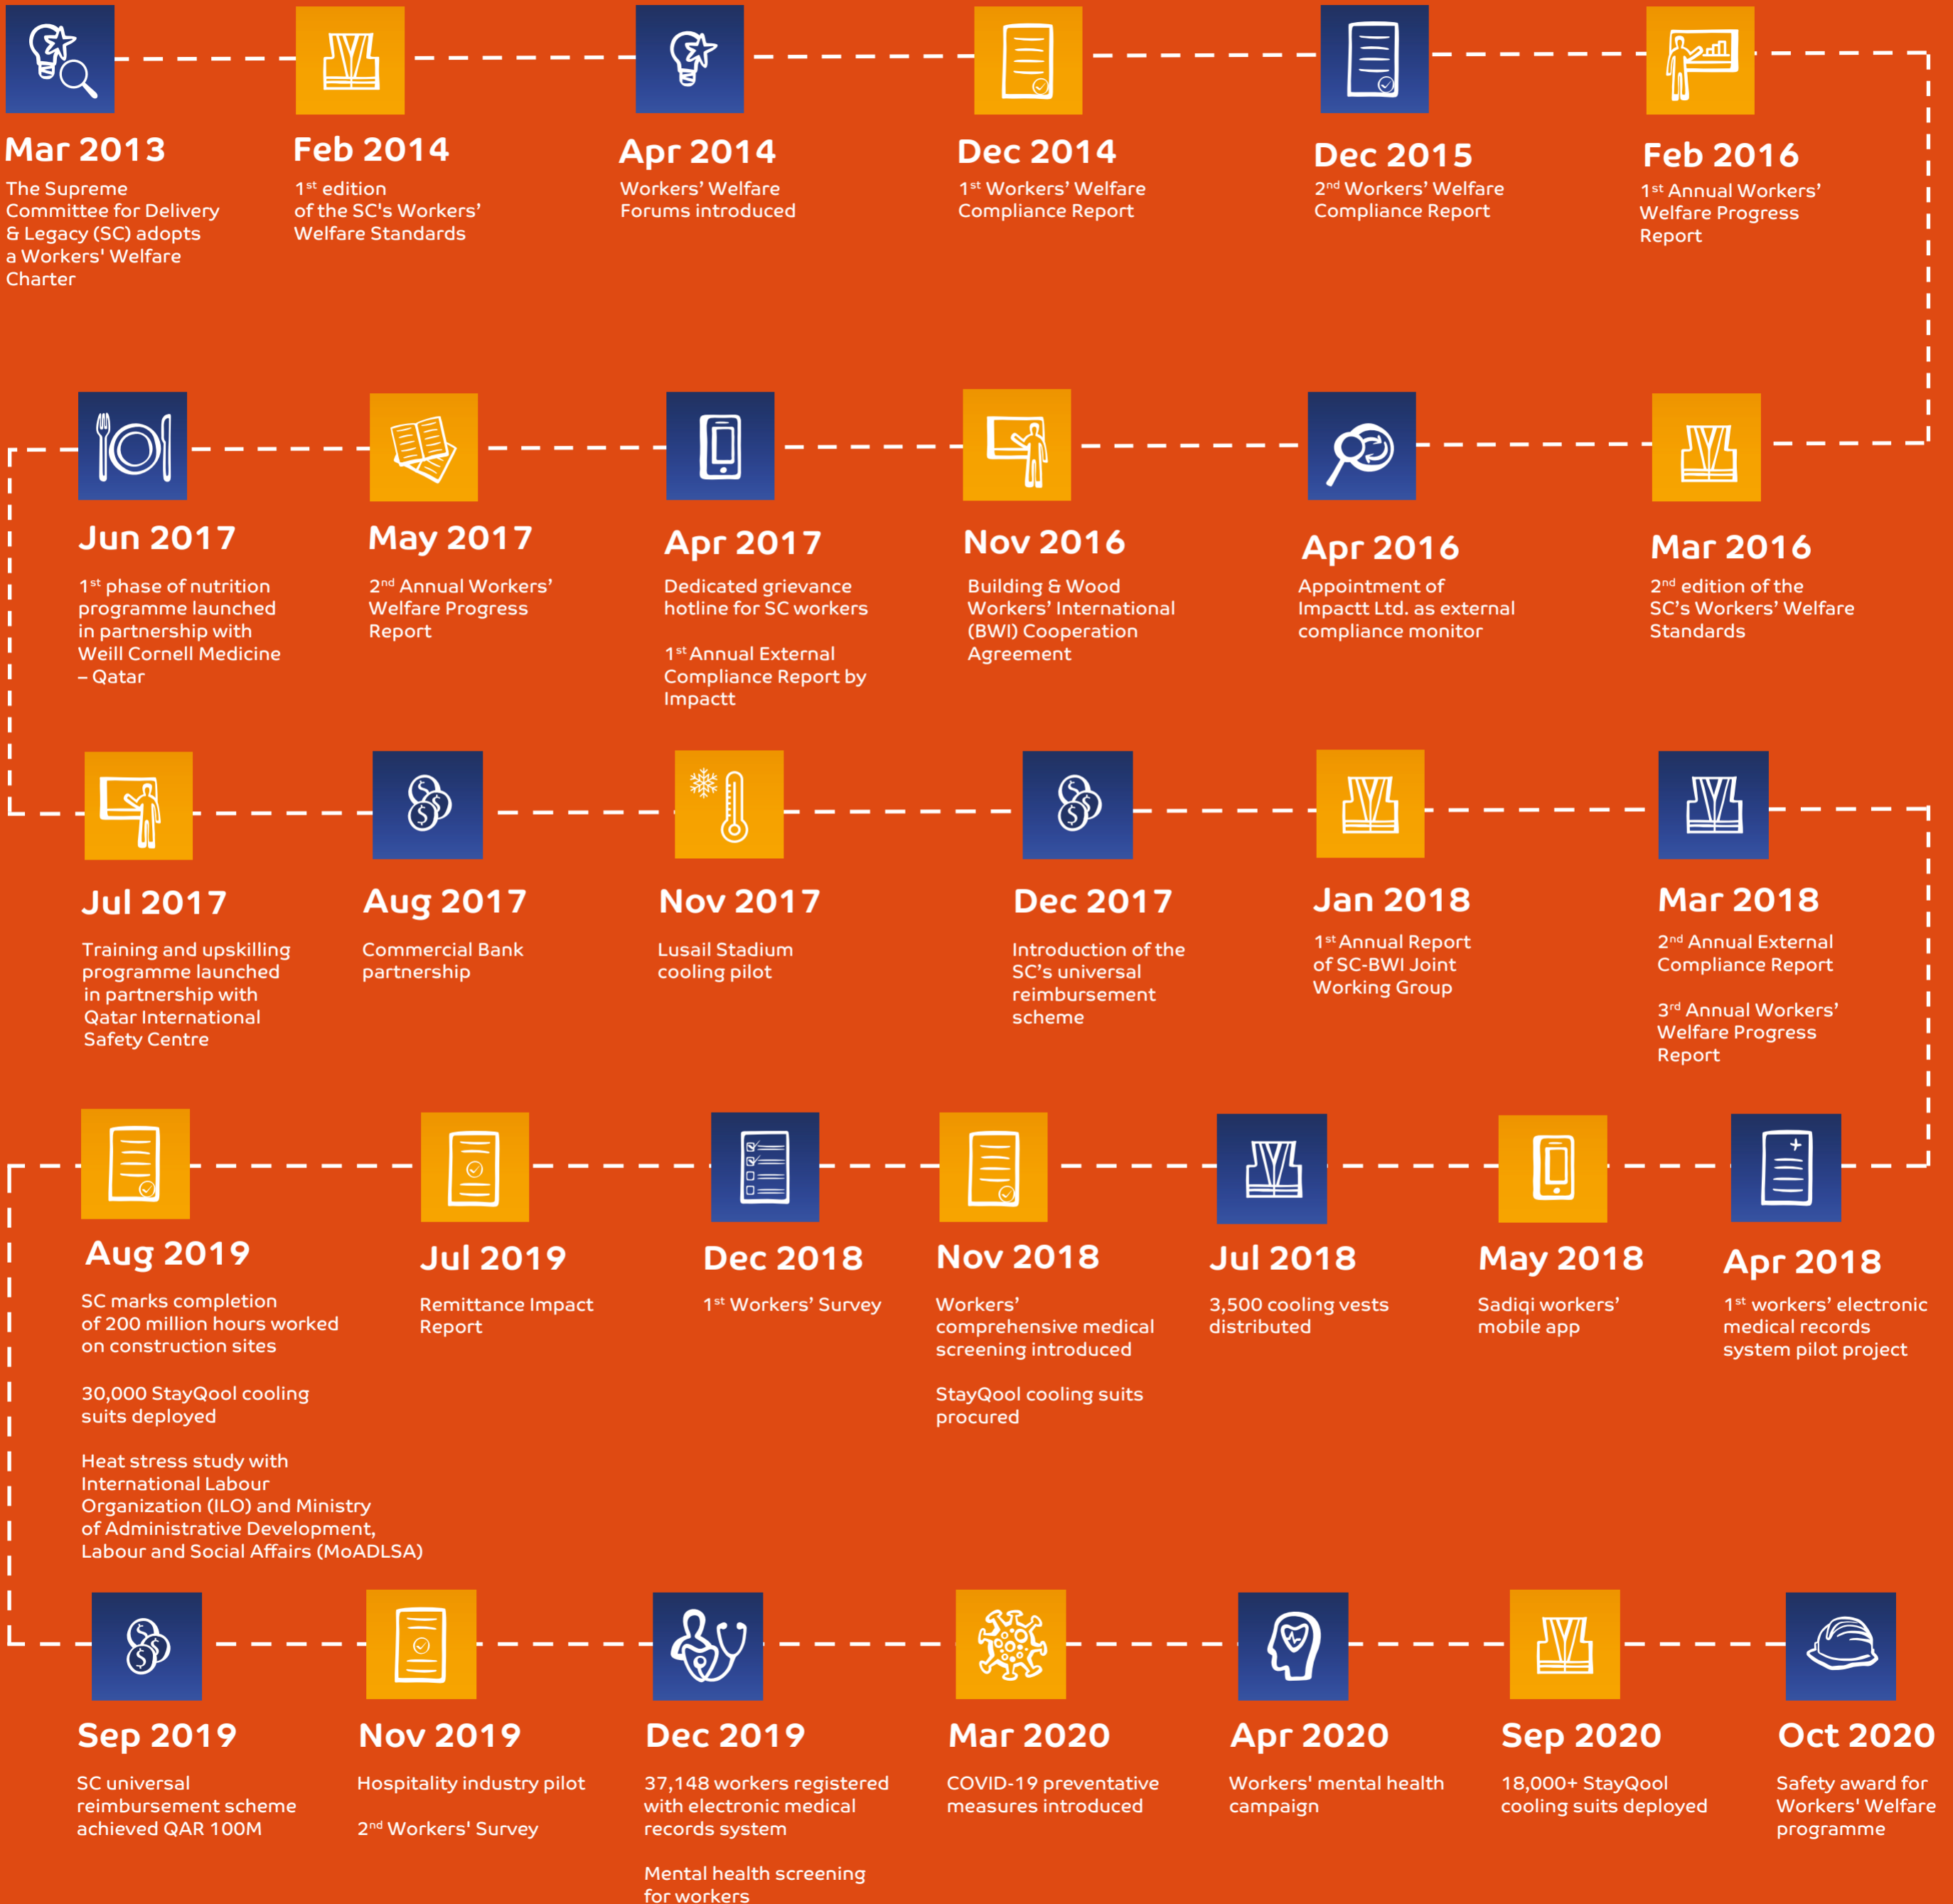 Mar 2013
The Supreme
Committee for Delivery
& Legacy (SC) adopts
a Workers' Welfare
Charter
Feb 2014
1st edition
of the SC's Workers’
Welfare Standards
Apr 2014
Workers’ Welfare
Forums introduced
Dec 2014
1st Workers’ Welfare
Compliance Report
Dec 2015
2nd Workers’ Welfare
Compliance Report
Feb 2016
1st Annual Workers’
Welfare Progress
Report
Jun 2017
1st phase of nutrition
programme launched
in partnership with
Weill Cornell Medicine
– Qatar
May 2017
2nd Annual Workers’
Welfare Progress
Report
Apr 2017
Dedicated grievance
hotline for SC workers
1st Annual External
Compliance Report by
Impactt
Nov 2016
Building & Wood
Workers’ International
(BWI) Cooperation
Agreement
Apr 2016
Appointment of
Impactt Ltd. as external
compliance monitor
Mar 2016
2nd edition of the
SC’s Workers’ Welfare
Standards
Jul 2017
Training and upskilling
programme launched
in partnership with
Qatar International
Safety Centre
Aug 2017
Commercial Bank
partnership
Nov 2017
Lusail Stadium
cooling pilot
Dec 2017
Introduction of the
SC’s universal
reimbursement
scheme
Jan 2018
1st Annual Report
of SC-BWI Joint
Working Group
Mar 2018
2nd Annual External
Compliance Report
3rd Annual Workers’
Welfare Progress
Report
Aug 2019
SC marks completion
of 200 million hours worked
on construction sites
30,000 StayQool cooling
suits deployed
Heat stress study with
International Labour
Organization (ILO) and Ministry
of Administrative Development,
Labour and Social Affairs (MoADLSA)
Jul 2019
Remittance Impact
Report
Dec 2018
1st Workers’ Survey
Nov 2018
Workers’
comprehensive medical
screening introduced
StayQool cooling suits
procured
Jul 2018
3,500 cooling vests
distributed
May 2018
Sadiqi workers’
mobile app
Apr 2018
1st workers’ electronic
medical records
system pilot project
Sep 2019
SC universal
reimbursement scheme
achieved QAR 100M
Nov 2019
Hospitality industry pilot
2nd Workers' Survey
Dec 2019
37,148 workers registered
with electronic medical
records system
Mental health screening
for workers
Mar 2020
COVID-19 preventative
measures introduced
Apr 2020
Workers' mental health
campaign
Sep 2020
18,000+ StayQool
cooling suits deployed
Oct 2020
Safety award for
Workers' Welfare
programme